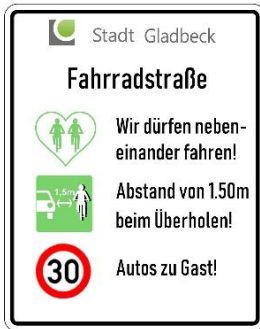 Stadt Gladbeck
Fahrradstraße
Wir dürfen neben-
einander fahren!
1,5m
Abstand von 1.50m
beim Überholen!
30
Autos zu Gast!